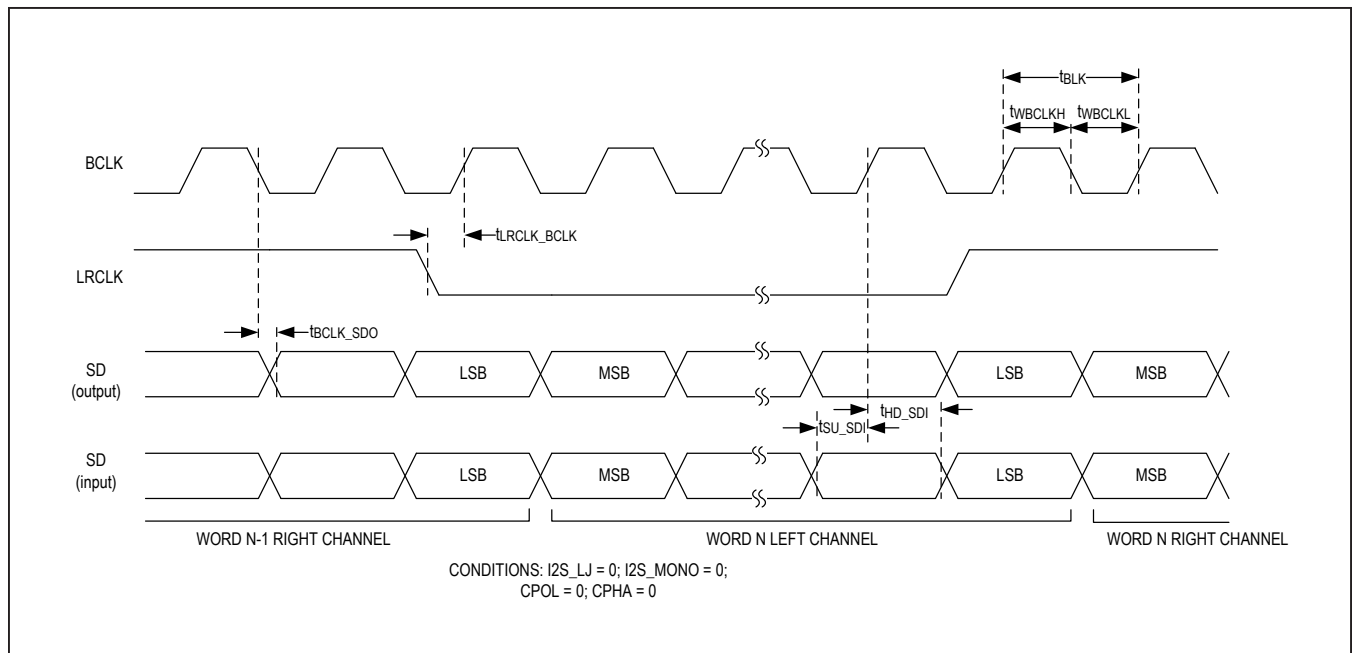 tBLK
tWBCLKH tWBCLKL
BCLK
tLRCLK_BCLK
LRCLK
tBCLK_SDO
SD
(output)
LSB MSB LSB MSB
tHD_SDI
tSU_SDI
SD
(input)
LSB MSB LSB MSB
WORD N-1 RIGHT CHANNEL WORD N LEFT CHANNEL WORD N RIGHT CHANNEL
CONDITIONS: I2S_LJ = 0; I2S_MONO = 0;
CPOL = 0; CPHA = 0